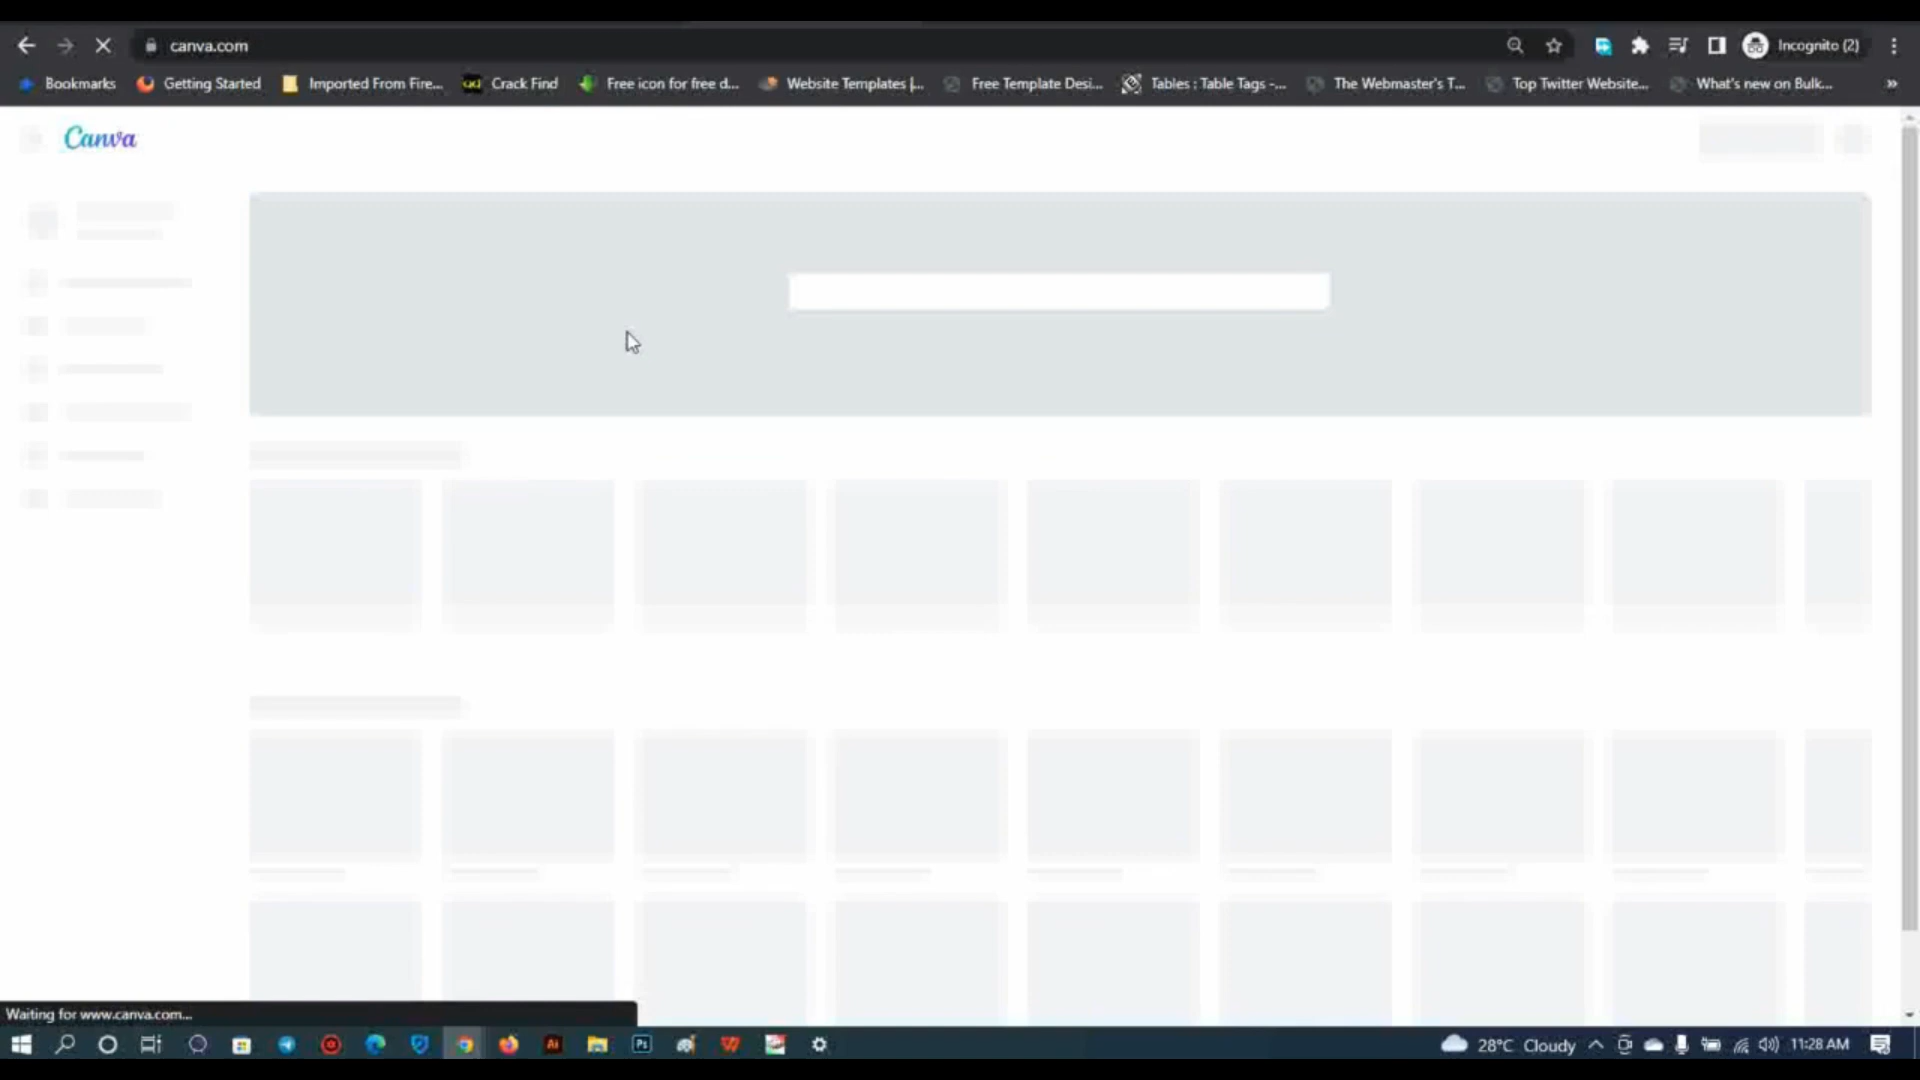 canva.com
Incognito (2)
Bookmarks
Getting Started
Imported From Fire...
Crack Find
Free icon for free d...
Website Templates |...
Free Template Desi...
Tables : Table Tags -...
The Webmaster's T...
Top Twitter Website...
What's new on Bulk...
»
Canva
Waiting for www.canva.com...
Ai
Ps
28°C Cloudy
11:28 AM